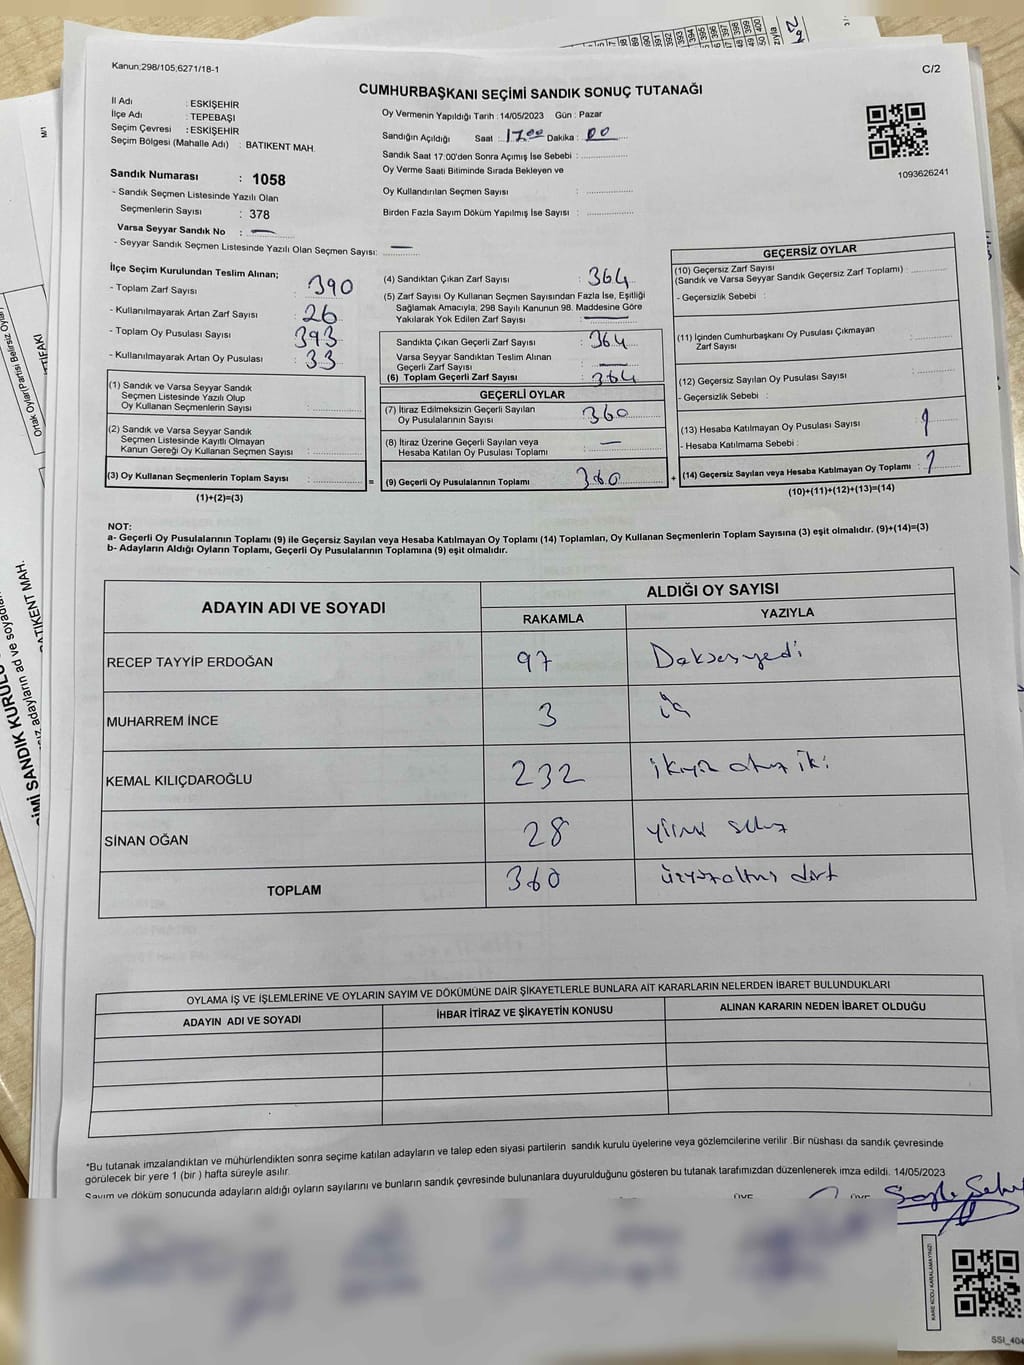 Kanun;298/105;6271/18-1
C/2
CUMHURBAŞKANI SEÇİMİ SANDIK SONUÇ TUTANAĞI
İl Adı : ESKİŞEHİR
İlçe Adı : TEPEBAŞI
Seçim Çevresi : ESKİŞEHİR
Seçim Bölgesi (Mahalle Adı) : BATIKENT MAH.
Oy Vermenin Yapıldığı Tarih : 14/05/2023 Gün : Pazar
Sandığın Açıldığı Saat : 17.00 Dakika : 00
Sandık Saat 17:00'den Sonra Açımış İse Sebebi :
Oy Verme Saati Bitiminde Sırada Bekleyen ve
Oy Kullandırılan Seçmen Sayısı :
Birden Fazla Sayım Döküm Yapılmış İse Sayısı :
1093626241
Sandık Numarası : 1058
- Sandık Seçmen Listesinde Yazılı Olan
Seçmenlerin Sayısı : 378
Varsa Seyyar Sandık No : —
- Seyyar Sandık Seçmen Listesinde Yazılı Olan Seçmen Sayısı: —
İlçe Seçim Kurulundan Teslim Alınan;
- Toplam Zarf Sayısı : 390
- Kullanılmayarak Artan Zarf Sayısı : 26
- Toplam Oy Pusulası Sayısı : 393
- Kullanılmayarak Artan Oy Pusulası : 33
(1) Sandık ve Varsa Seyyar Sandık
Seçmen Listesinde Yazılı Olup
Oy Kullanan Seçmenlerin Sayısı :
(2) Sandık ve Varsa Seyyar Sandık
Seçmen Listesinde Kayıtlı Olmayan
Kanun Gereği Oy Kullanan Seçmen Sayısı :
(3) Oy Kullanan Seçmenlerin Toplam Sayısı :
(1)+(2)=(3)
(4) Sandıktan Çıkan Zarf Sayısı : 364
(5) Zarf Sayısı Oy Kullanan Seçmen Sayısından Fazla İse, Eşitliği
Sağlamak Amacıyla, 298 Sayılı Kanunun 98. Maddesine Göre
Yakılarak Yok Edilen Zarf Sayısı : —
Sandıkta Çıkan Geçerli Zarf Sayısı : 364
Varsa Seyyar Sandıktan Teslim Alınan
Geçerli Zarf Sayısı : —
(6) Toplam Geçerli Zarf Sayısı : 364
GEÇERLİ OYLAR
(7) İtiraz Edilmeksizin Geçerli Sayılan
Oy Pusulalarının Sayısı : 360
(8) İtiraz Üzerine Geçerli Sayılan veya
Hesaba Katılan Oy Pusulası Toplamı : —
= (9) Geçerli Oy Pusulalarının Toplamı : 360
GEÇERSİZ OYLAR
(10) Geçersiz Zarf Sayısı
(Sandık ve Varsa Seyyar Sandık Geçersiz Zarf Toplamı) :
- Geçersizlik Sebebi :
(11) İçinden Cumhurbaşkanı Oy Pusulası Çıkmayan
Zarf Sayısı :
(12) Geçersiz Sayılan Oy Pusulası Sayısı :
- Geçersizlik Sebebi :
(13) Hesaba Katılmayan Oy Pusulası Sayısı : 1
- Hesaba Katılmama Sebebi :
+ (14) Geçersiz Sayılan veya Hesaba Katılmayan Oy Toplamı : 1
(10)+(11)+(12)+(13)=(14)
NOT:
a- Geçerli Oy Pusulalarının Toplamı (9) ile Geçersiz Sayılan veya Hesaba Katılmayan Oy Toplamı (14) Toplamları, Oy Kullanan Seçmenlerin Toplam Sayısına (3) eşit olmalıdır. (9)+(14)=(3)
b- Adayların Aldığı Oyların Toplamı, Geçerli Oy Pusulalarının Toplamına (9) eşit olmalıdır.
ADAYIN ADI VE SOYADI
ALDIĞI OY SAYISI
RAKAMLA
YAZIYLA
RECEP TAYYİP ERDOĞAN 97 Doksanyedi
MUHARREM İNCE 3 üç
KEMAL KILIÇDAROĞLU 232 ikiyüz otuz iki
SİNAN OĞAN 28 yirmi sekiz
TOPLAM 360 üçyüzaltmış dört
OYLAMA İŞ VE İŞLEMLERİNE VE OYLARIN SAYIM VE DÖKÜMÜNE DAİR ŞİKAYETLERLE BUNLARA AİT KARARLARIN NELERDEN İBARET BULUNDUKLARI
ADAYIN ADI VE SOYADI
İHBAR İTİRAZ VE ŞİKAYETİN KONUSU
ALINAN KARARIN NEDEN İBARET OLDUĞU
*Bu tutanak imzalandıktan ve mühürlendikten sonra seçime katılan adayların ve talep eden siyasi partilerin sandık kurulu üyelerine veya gözlemcilerine verilir .Bir nüshası da sandık çevresinde
görülecek bir yere 1 (bir ) hafta süreyle asılır.
Sayım ve döküm sonucunda adayların aldığı oyların sayılarını ve bunların sandık çevresinde bulunanlara duyurulduğunu gösteren bu tutanak tarafımızdan düzenlenerek imza edildi. 14/05/2023
KARE KODU KARALAMAYINIZ!
SSI_404